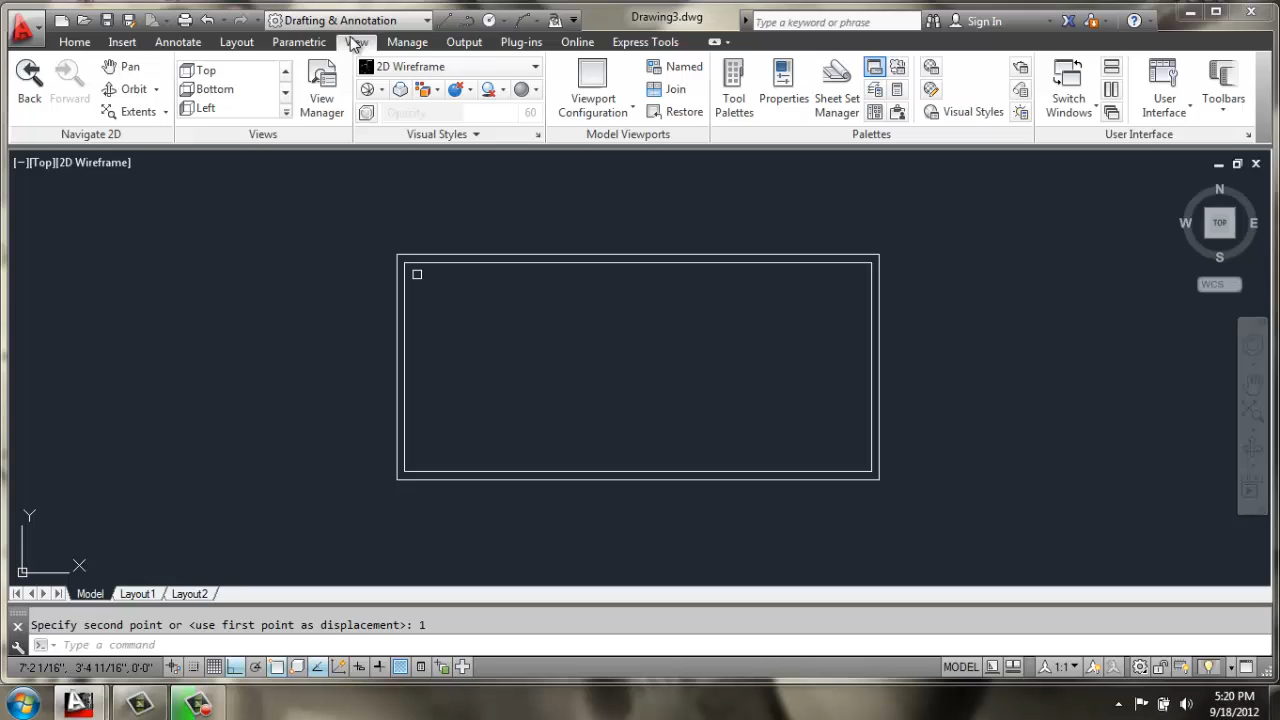 Drafting & Annotation
Drawing3.dwg
Type a keyword or phrase
Sign In
Home Insert Annotate Layout Parametric View Manage Output Plug-ins Online Express Tools
Back
Forward
Pan
Orbit
Extents
Navigate 2D
Top
Bottom
Left
View Manager
Views
2D Wireframe
Opacity 60
Visual Styles
Viewport Configuration
Named
Join
Restore
Model Viewports
Tool Palettes
Properties
Sheet Set Manager
Visual Styles
Palettes
Switch Windows
User Interface
Toolbars
User Interface
[−][Top][2D Wireframe]
N
W TOP E
S
WCS
Y
X
Model Layout1 Layout2
Specify second point or <use first point as displacement>: 1
Type a command
7'-2 1/16", 3'-4 11/16", 0'-0"
MODEL
1:1
5:20 PM
9/18/2012